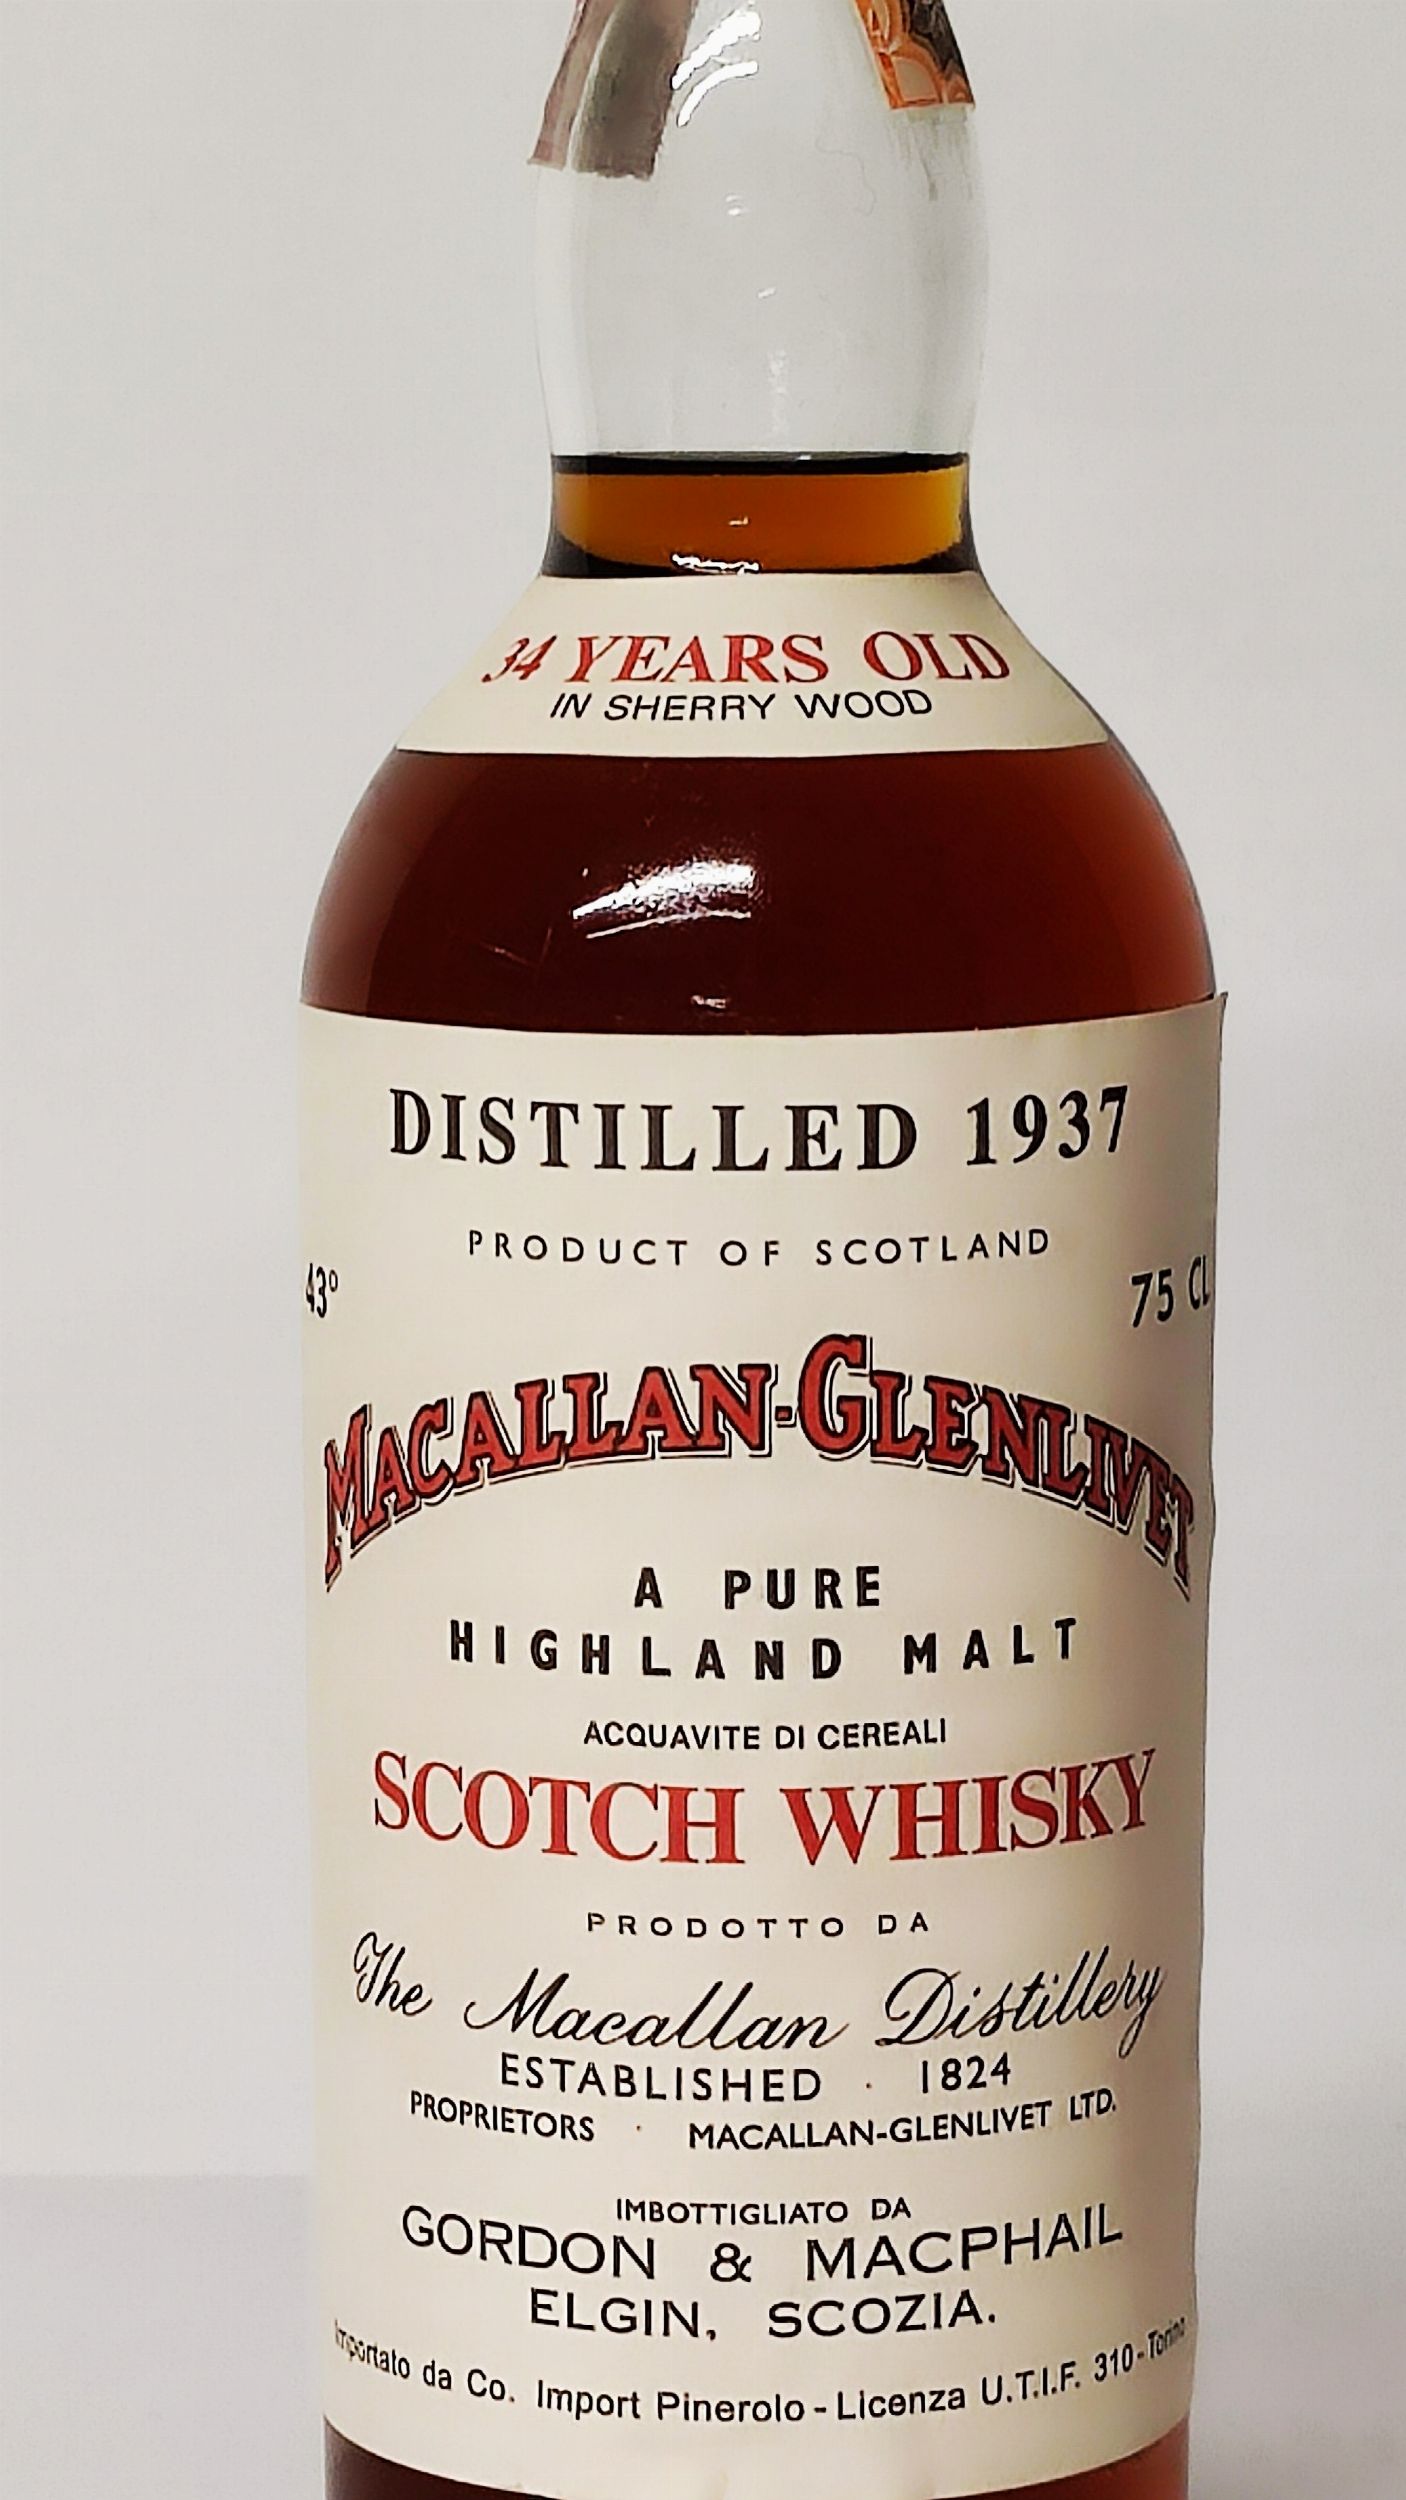 34 YEARS OLD
IN SHERRY WOOD
DISTILLED 1937
PRODUCT OF SCOTLAND
43º
75 CL
MACALLAN-GLENLIVET
A PURE
HIGHLAND MALT
ACQUAVITE DI CEREALI
SCOTCH WHISKY
PRODOTTO DA
The Macallan Distillery
ESTABLISHED · 1824
PROPRIETORS · MACALLAN-GLENLIVET LTD.
IMBOTTIGLIATO DA
GORDON & MACPHAIL
ELGIN, SCOZIA.
Importato da Co. Import Pinerolo - Licenza U.T.I.F. 310 - Torino